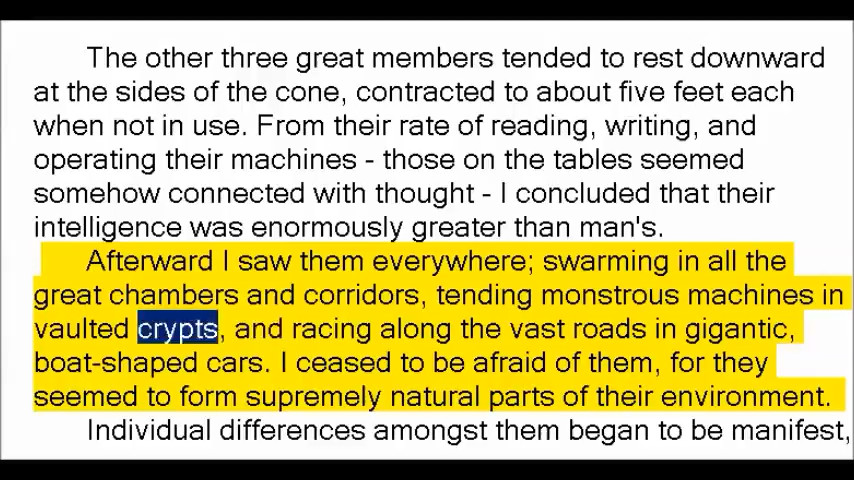 The other three great members tended to rest downward
at the sides of the cone, contracted to about five feet each
when not in use. From their rate of reading, writing, and
operating their machines - those on the tables seemed
somehow connected with thought - I concluded that their
intelligence was enormously greater than man's.
Afterward I saw them everywhere; swarming in all the
great chambers and corridors, tending monstrous machines in
vaulted crypts, and racing along the vast roads in gigantic,
boat-shaped cars. I ceased to be afraid of them, for they
seemed to form supremely natural parts of their environment.
Individual differences amongst them began to be manifest,